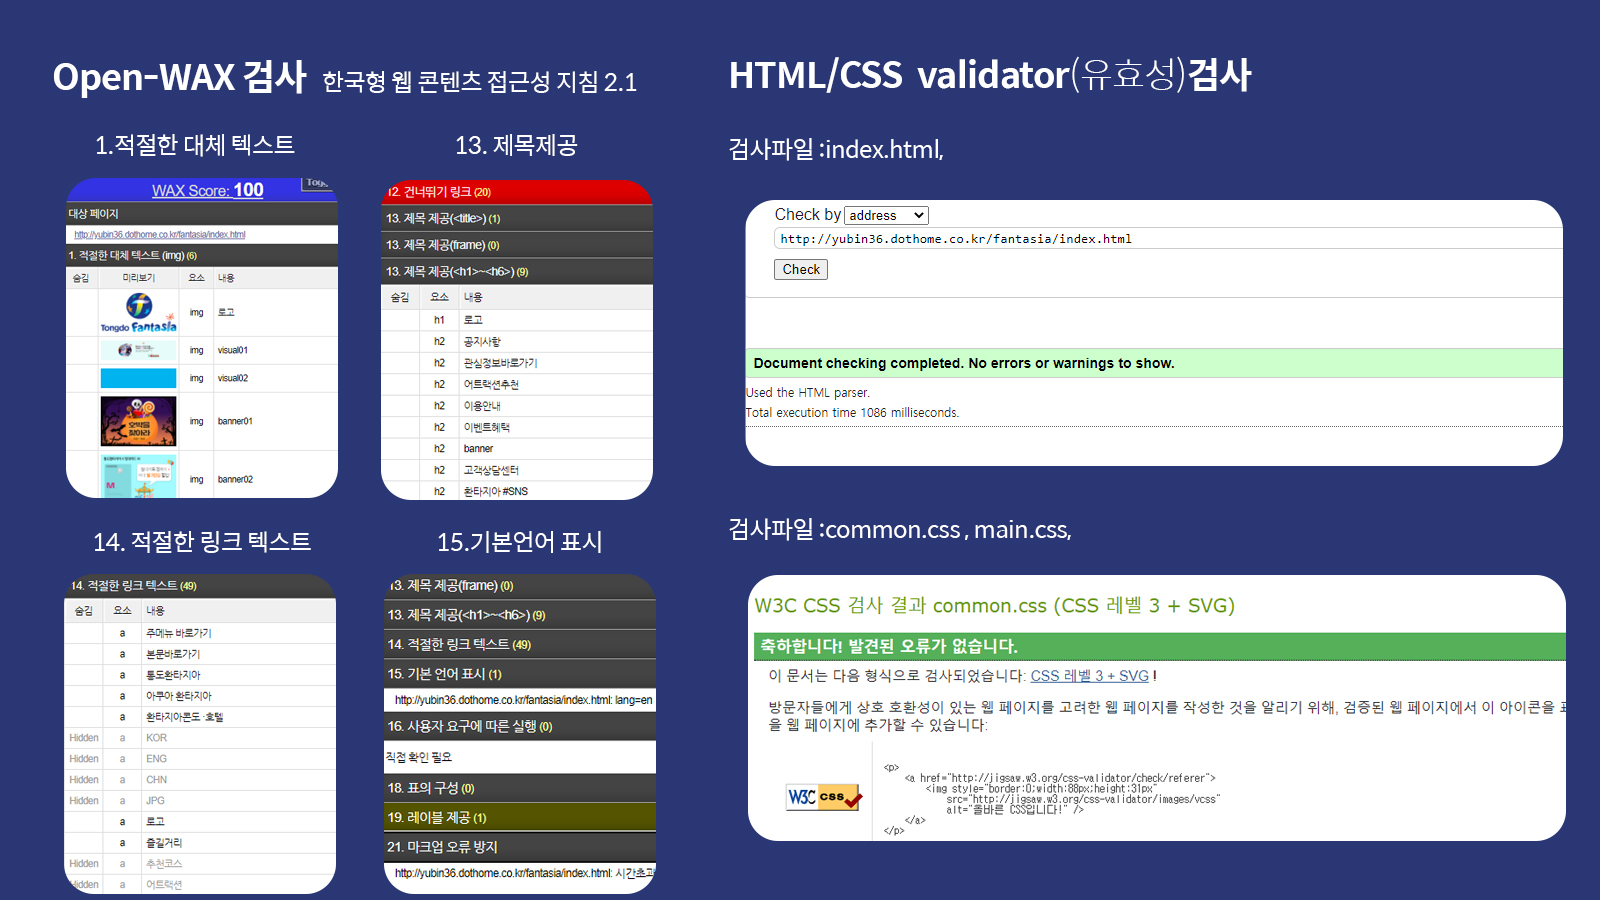 Open-WAX 검사 한국형 웹 콘텐츠 접근성 지침 2.1
1.적절한 대체 텍스트
WAX Score: 100
대상 페이지
http://yubin36.dothome.co.kr/fantasia/index.html
1. 적절한 대체 텍스트 (img) (6)
숨김 미리보기 요소 내용
Tongdo Fantasia img 로고
img visual01
img visual02
호박을
찾아라
img banner01
img banner02
13. 제목제공
12. 건너뛰기 링크 (20)
13. 제목 제공(<title>) (1)
13. 제목 제공(frame) (0)
13. 제목 제공(<h1>~<h6>) (9)
숨김 요소 내용
h1 로고
h2 공지사항
h2 관심정보바로가기
h2 어트랙션추천
h2 이용안내
h2 이벤트혜택
h2 banner
h2 고객상담센터
h2 환타지아 #SNS
14. 적절한 링크 텍스트
14. 적절한 링크 텍스트 (49)
숨김 요소 내용
a 주메뉴 바로가기
a 본문바로가기
a 통도환타지아
a 아쿠아 환타지아
a 환타지아콘도 ·호텔
Hidden a KOR
Hidden a ENG
Hidden a CHN
Hidden a JPG
a 로고
a 즐길거리
Hidden a 추천코스
Hidden a 어트랙션
15.기본언어 표시
13. 제목 제공(frame) (0)
13. 제목 제공(<h1>~<h6>) (9)
14. 적절한 링크 텍스트 (49)
15. 기본 언어 표시 (1)
http://yubin36.dothome.co.kr/fantasia/index.html: lang=en
16. 사용자 요구에 따른 실행 (0)
직접 확인 필요
18. 표의 구성 (0)
19. 레이블 제공 (1)
21. 마크업 오류 방지
http://yubin36.dothome.co.kr/fantasia/index.html: 시간초과
HTML/CSS validator(유효성)검사
검사파일 :index.html,
Check by address
http://yubin36.dothome.co.kr/fantasia/index.html
Check
Document checking completed. No errors or warnings to show.
Used the HTML parser.
Total execution time 1086 milliseconds.
검사파일 :common.css , main.css,
W3C CSS 검사 결과 common.css (CSS 레벨 3 + SVG)
축하합니다! 발견된 오류가 없습니다.
이 문서는 다음 형식으로 검사되었습니다: CSS 레벨 3 + SVG !
방문자들에게 상호 호환성이 있는 웹 페이지를 고려한 웹 페이지를 작성한 것을 알리기 위해, 검증된 웹 페이지에서 이 아이콘을
을 웹 페이지에 추가할 수 있습니다:
W3C css
<p>
<a href="http://jigsaw.w3.org/css-validator/check/referer">
<img style="border:0;width:88px;height:31px"
src="http://jigsaw.w3.org/css-validator/images/vcss"
alt="올바른 CSS입니다!" />
</a>
</p>